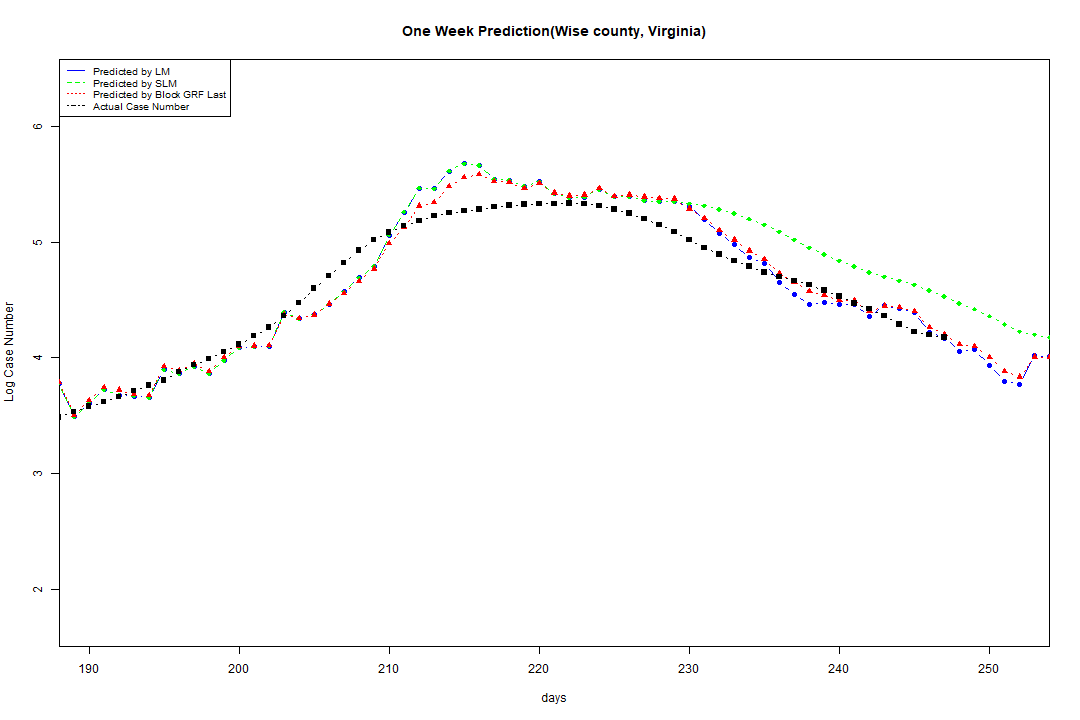 One Week Prediction(Wise county, Virginia)
Predicted by LM
Predicted by SLM
Predicted by Block GRF Last
Actual Case Number
Log Case Number
6
5
4
3
2
190 200 210 220 230 240 250
days